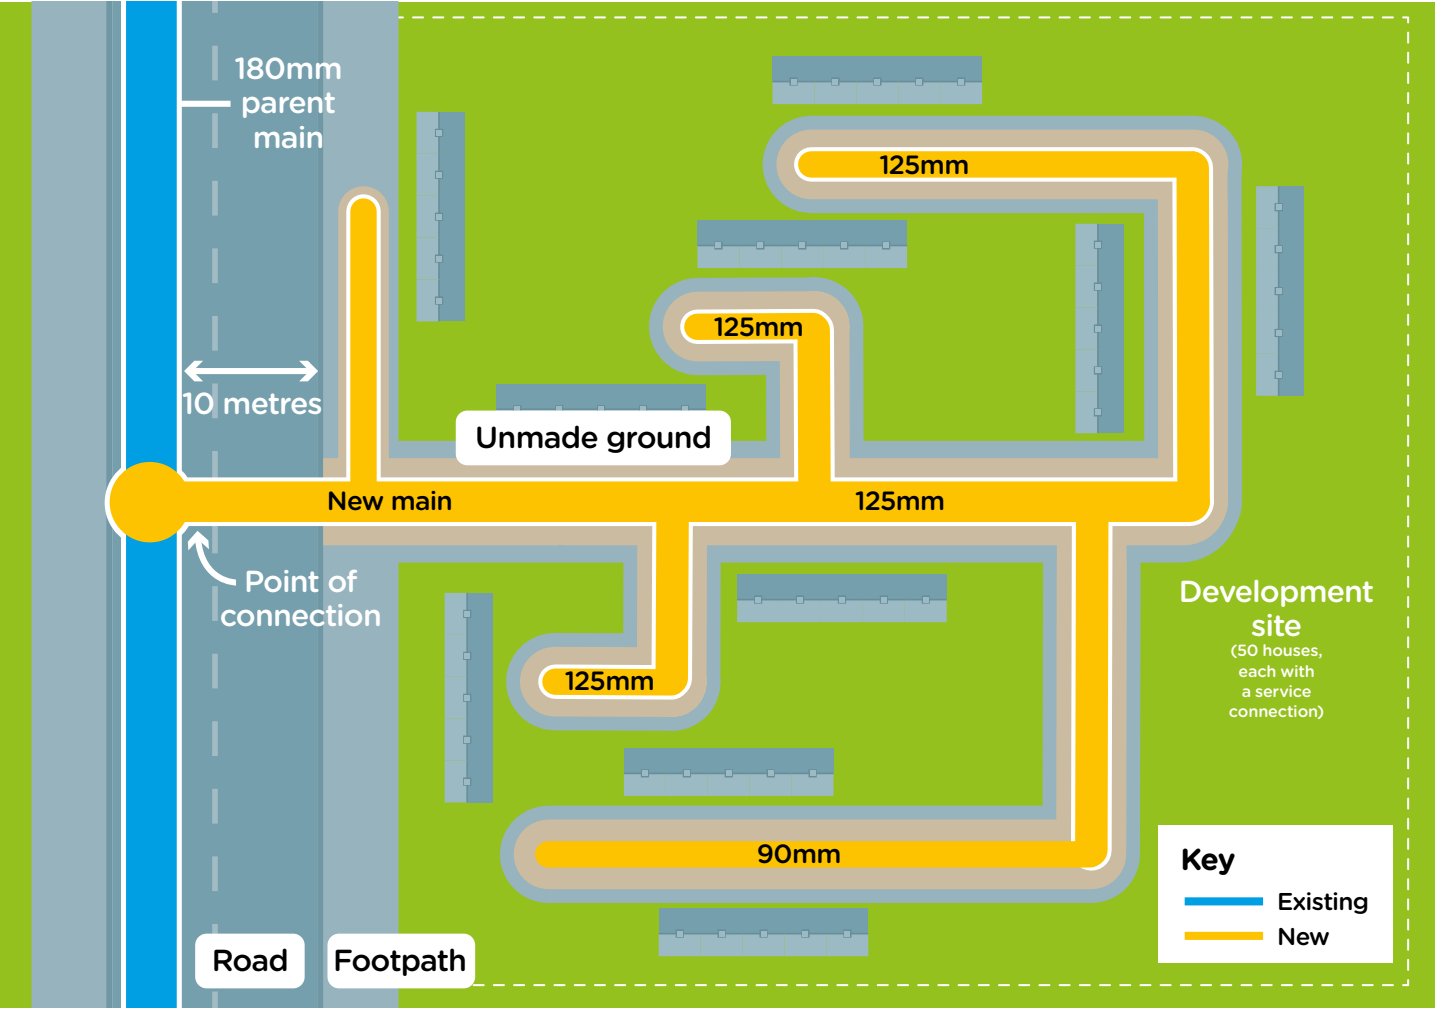 180mm
parent
main
125mm
125mm
10 metres
Unmade ground
New main
125mm
Point of
connection
Development
site
(50 houses,
each with
a service
connection)
125mm
90mm
Key
Existing
New
Road
Footpath